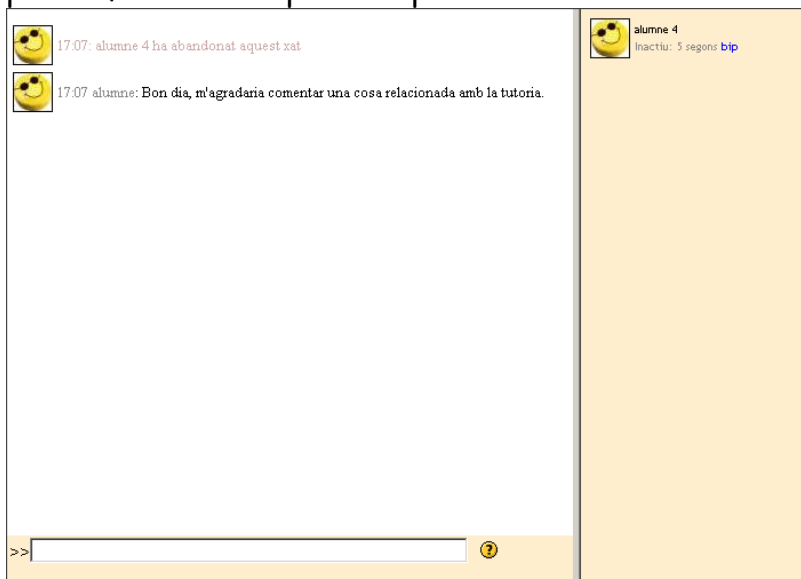 17:07: alumne 4 ha abandonat aquest xat
17:07 alumne: Bon dia, m'agradaria comentar una cosa relacionada amb la tutoria.
alumne 4
Inactiu: 5 segons bip
>>
?